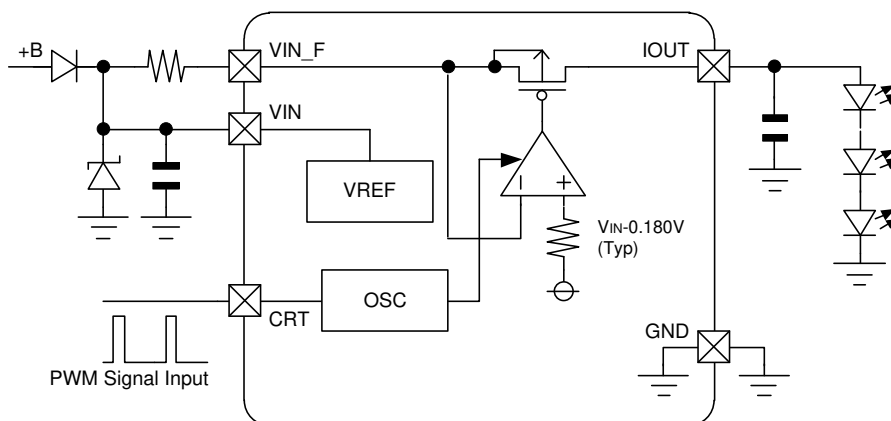 +B
VIN_F
IOUT
VIN
VREF
VIN-0.180V
(Typ)
OSC
CRT
GND
PWM Signal Input